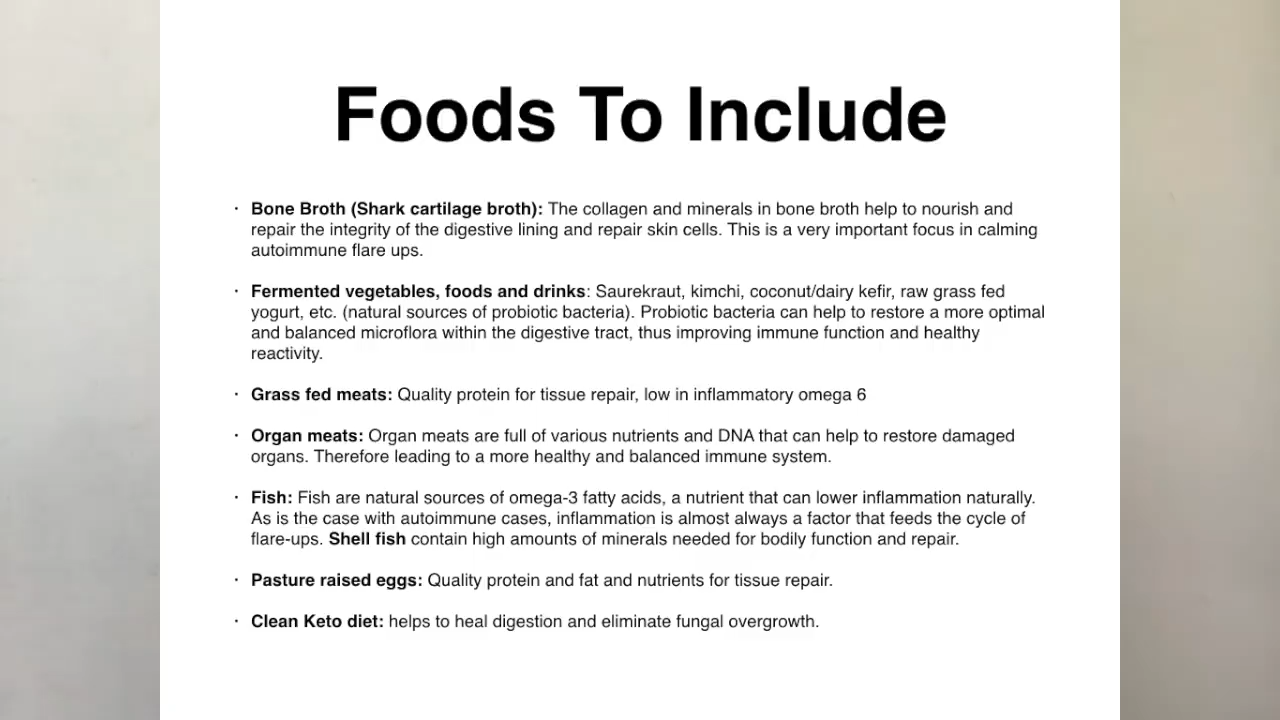 Foods To Include
· Bone Broth (Shark cartilage broth): The collagen and minerals in bone broth help to nourish and
repair the integrity of the digestive lining and repair skin cells. This is a very important focus in calming
autoimmune flare ups.
· Fermented vegetables, foods and drinks: Saurekraut, kimchi, coconut/dairy kefir, raw grass fed
yogurt, etc. (natural sources of probiotic bacteria). Probiotic bacteria can help to restore a more optimal
and balanced microflora within the digestive tract, thus improving immune function and healthy
reactivity.
· Grass fed meats: Quality protein for tissue repair, low in inflammatory omega 6
· Organ meats: Organ meats are full of various nutrients and DNA that can help to restore damaged
organs. Therefore leading to a more healthy and balanced immune system.
· Fish: Fish are natural sources of omega-3 fatty acids, a nutrient that can lower inflammation naturally.
As is the case with autoimmune cases, inflammation is almost always a factor that feeds the cycle of
flare-ups. Shell fish contain high amounts of minerals needed for bodily function and repair.
· Pasture raised eggs: Quality protein and fat and nutrients for tissue repair.
· Clean Keto diet: helps to heal digestion and eliminate fungal overgrowth.